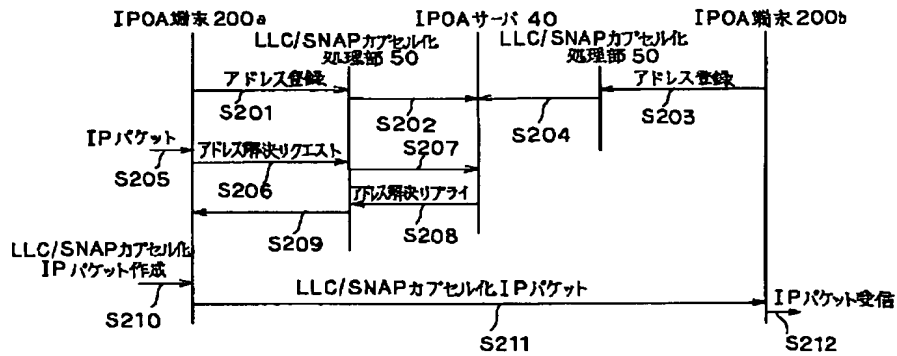 IPOA端末200a
IPOAサーバ40
IPOA端末200b
LLC/SNAPカプセル化
処理部50
LLC/SNAPカプセル化
処理部50
アドレス登録
アドレス登録
S201
S202
S204
S203
IPパケット
S205
アドレス解決リクエスト
S207
S206
アドレス解決リプライ
S209
S208
LLC/SNAPカプセル化
IPパケット作成
S210
LLC/SNAPカプセル化IPパケット
S211
IPパケット受信
S212